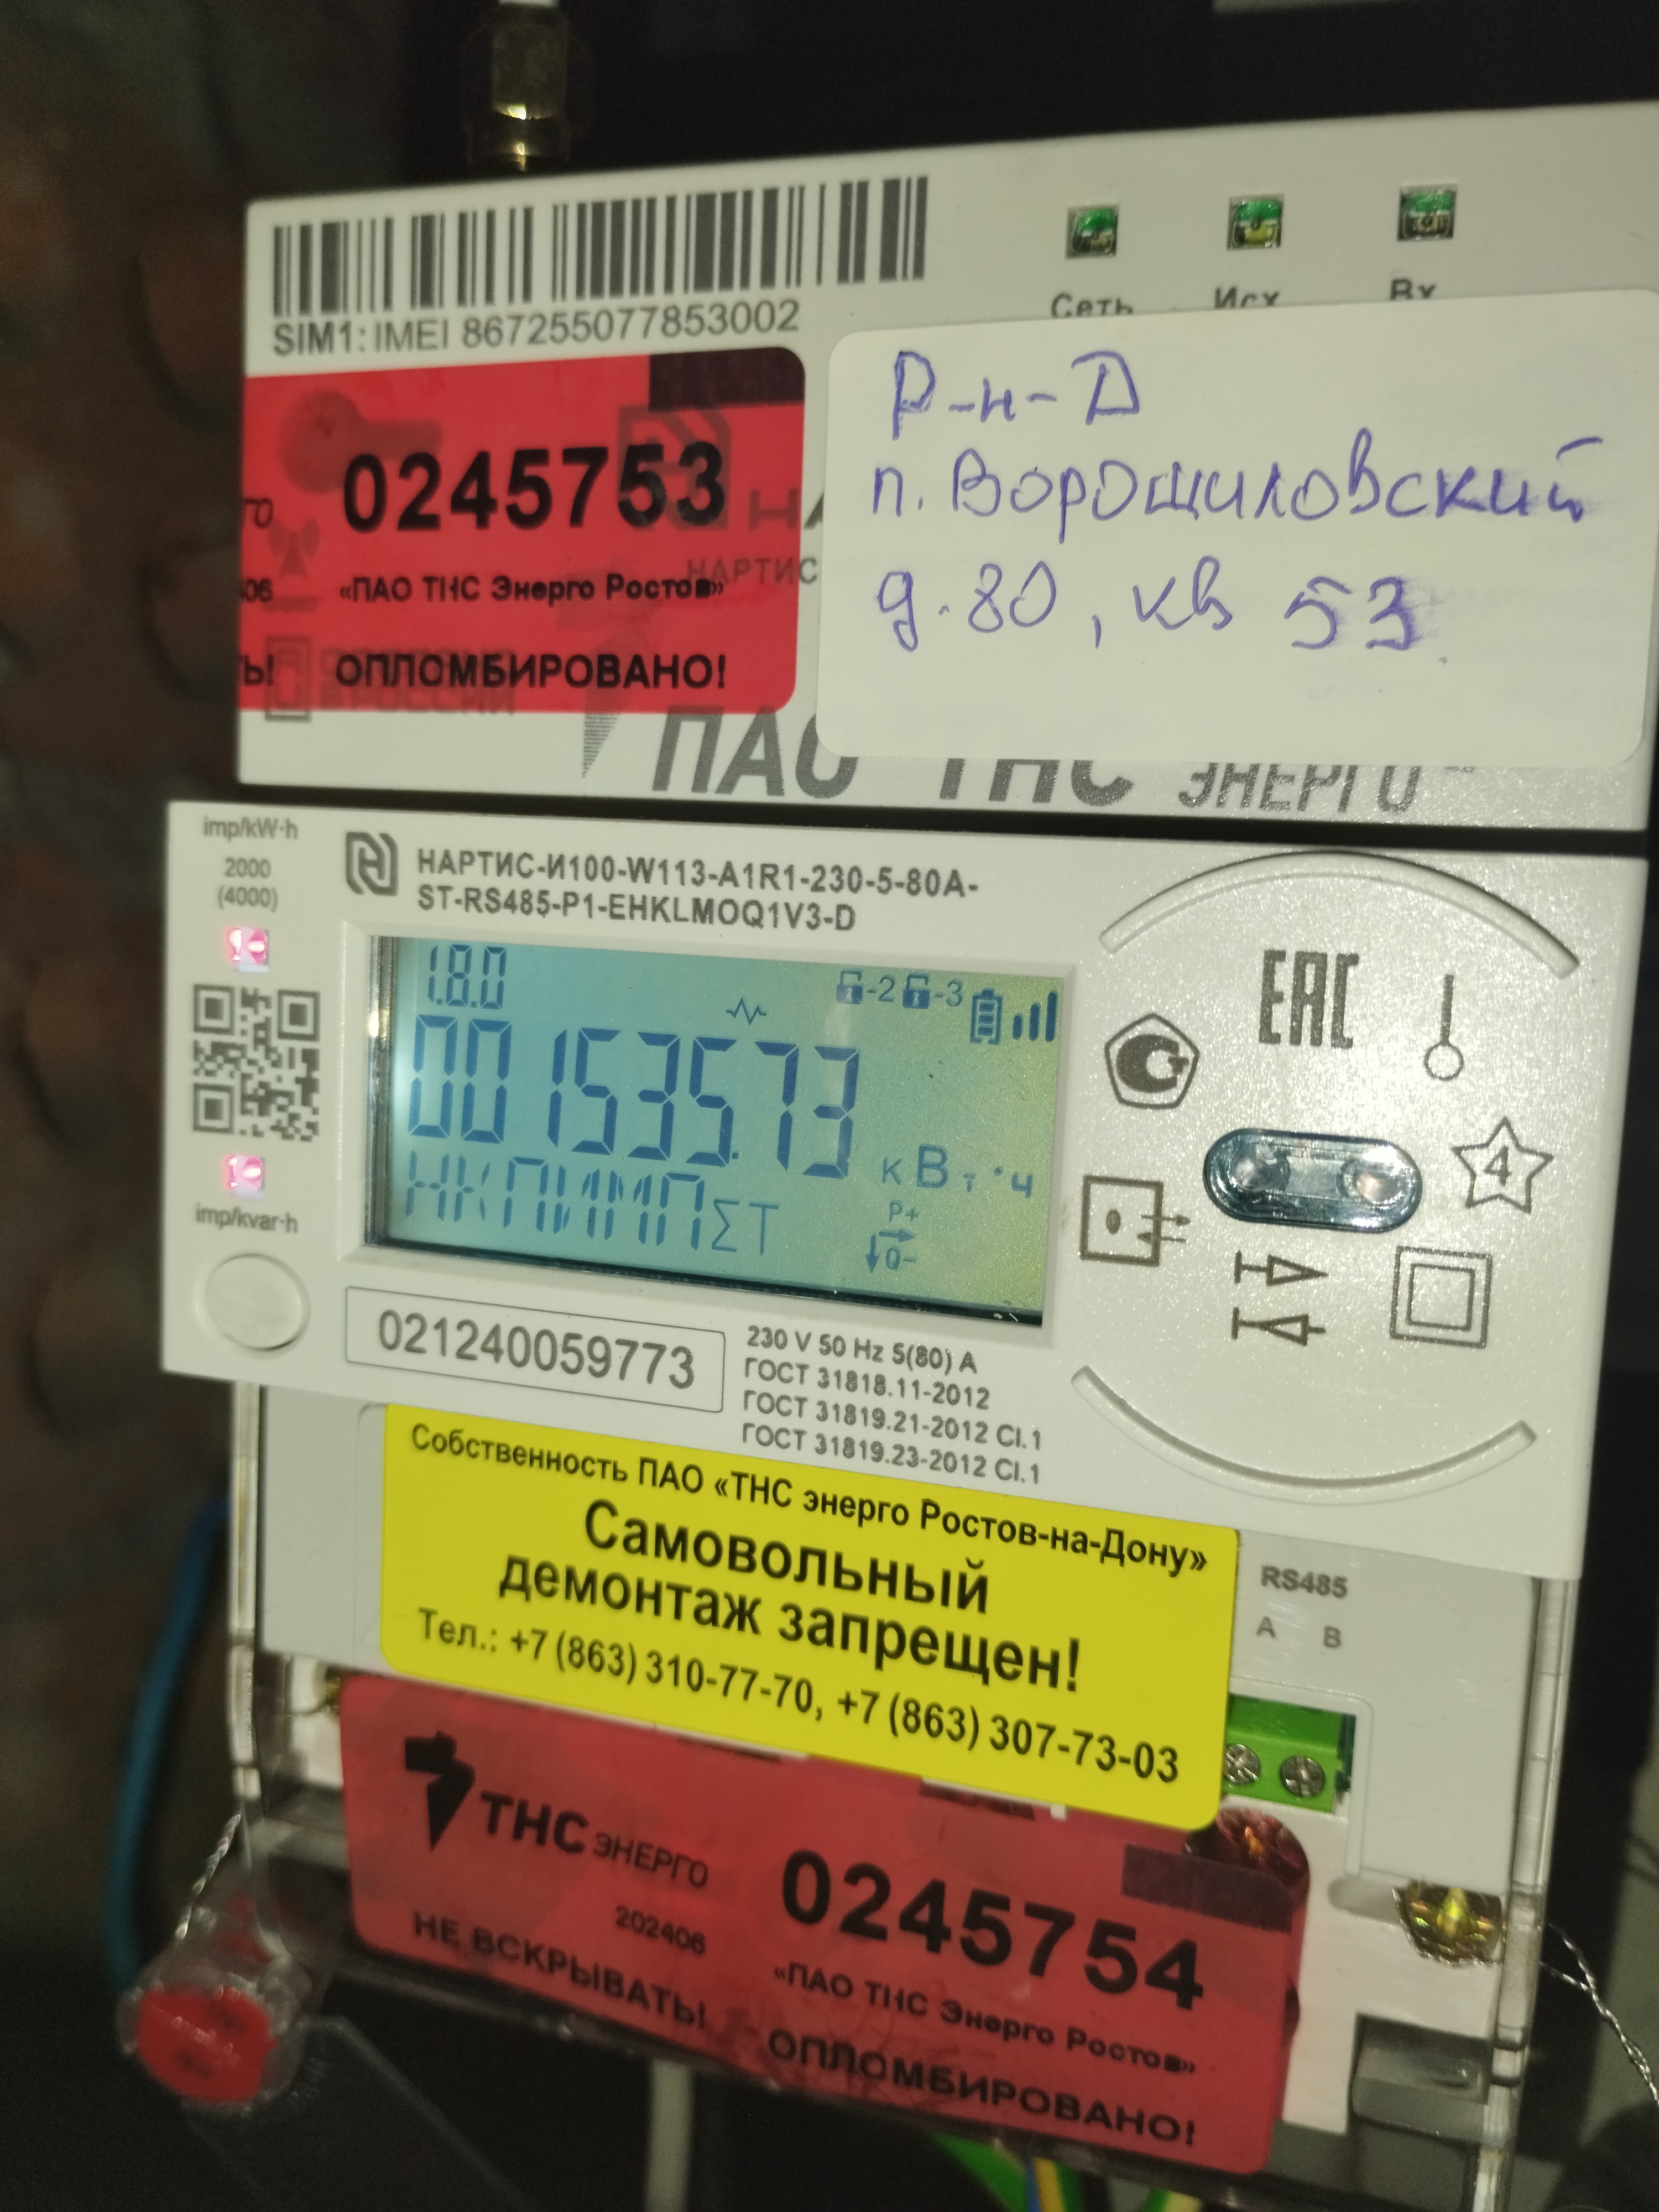 SIM1: IMEI 867255077853002
Сеть Исх Вх
0245753
«ПАО ТНС Энерго Ростов»
ОПЛОМБИРОВАНО!
Р-н-Д
п. Ворошиловский
д. 80, кв 53
ПАО ТНС ЭНЕРГО
imp/kW·h
2000
(4000)
НАРТИС-И100-W113-A1R1-230-5-80A-
ST-RS485-P1-EHKLMOQ1V3-D
1.8.0
-2 -3
00153573
кВт·ч
НКПИМПΣТ
P+
Q-
imp/kvar·h
EAC
4
021240059773
230 V 50 Hz 5(80) A
ГОСТ 31818.11-2012
ГОСТ 31819.21-2012 Cl.1
ГОСТ 31819.23-2012 Cl.1
Собственность ПАО «ТНС энерго Ростов-на-Дону»
Самовольный
демонтаж запрещен!
Тел.: +7 (863) 310-77-70, +7 (863) 307-73-03
RS485
A B
ТНС ЭНЕРГО
202406
НЕ ВСКРЫВАТЬ!
0245754
«ПАО ТНС Энерго Ростов»
ОПЛОМБИРОВАНО!